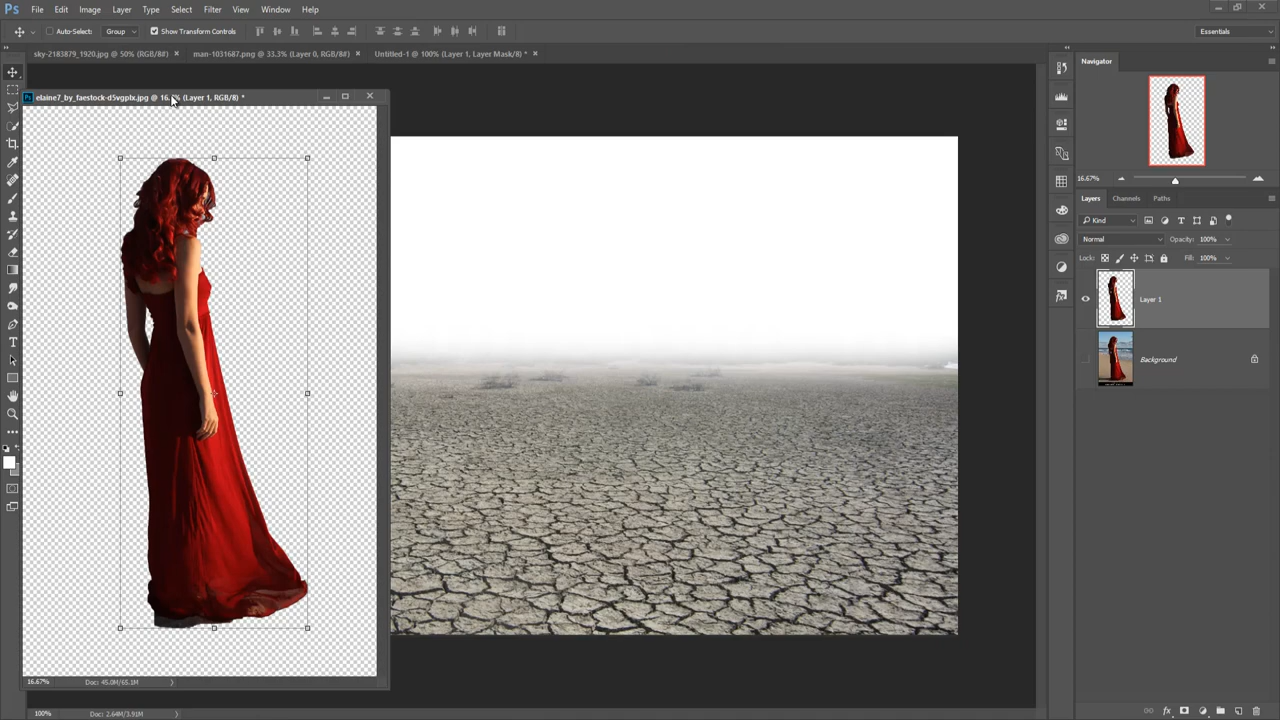 Ps File Edit Image Layer Type Select Filter View Window Help
Auto-Select: Group Show Transform Controls Essentials
sky-2183879_1920.jpg @ 50% (RGB/8#) × man-1031687.png @ 33.3% (Layer 0, RGB/8#) × Untitled-1 @ 100% (Layer 1, Layer Mask/8) * ×
elaine7_by_faestock-d5vgplx.jpg @ 16. (Layer 1, RGB/8) *
Navigator
16.67%
Layers Channels Paths
Kind
Normal Opacity: 100%
Lock: Fill: 100%
Layer 1
Background
16.67% Doc: 45.0M/65.1M
100% Doc: 2.64M/3.91M